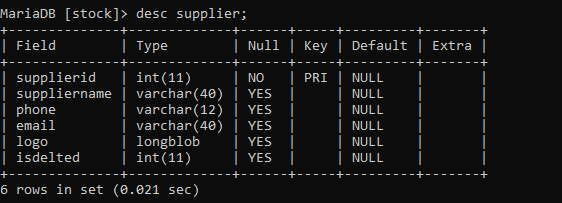 MariaDB [stock]> desc supplier;
+--------------+-------------+------+-----+---------+-------+
| Field        | Type        | Null | Key | Default | Extra |
+--------------+-------------+------+-----+---------+-------+
| supplierid   | int(11)     | NO   | PRI | NULL    |       |
| suppliername | varchar(40) | YES  |     | NULL    |       |
| phone        | varchar(12) | YES  |     | NULL    |       |
| email        | varchar(40) | YES  |     | NULL    |       |
| logo         | longblob    | YES  |     | NULL    |       |
| isdelted     | int(11)     | YES  |     | NULL    |       |
+--------------+-------------+------+-----+---------+-------+
6 rows in set (0.021 sec)